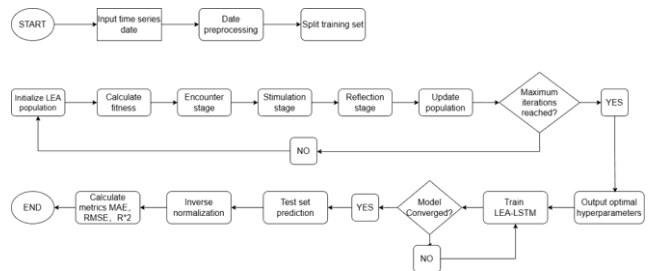 START
Input time series
date
Date
preprocessing
Split training set
Initialize LEA
population
Calculate
fitness
Encounter
stage
Stimulation
stage
Reflection
stage
Update
population
Maximum
iterations
reached?
YES
NO
END
Calculate
metrics MAE,
RMSE, R*2
Inverse
normalization
Test set
prediction
YES
Model
Converged?
Train
LEA-LSTM
Output optimal
hyperparameters
NO